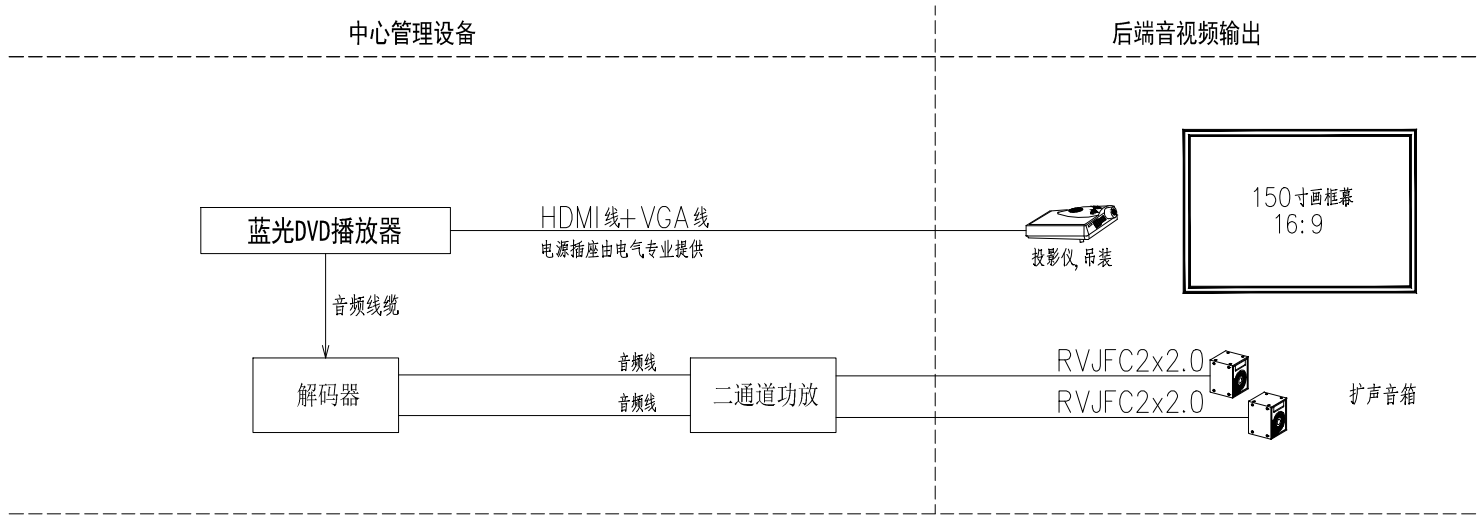 中心管理设备
后端音视频输出
150寸画框幕
16:9
蓝光DVD播放器
HDMI线+VGA线
电源插座由电气专业提供
投影仪,吊装
音频线缆
解码器
音频线
音频线
二通道功放
RVJFC2x2.0
RVJFC2x2.0
扩声音箱